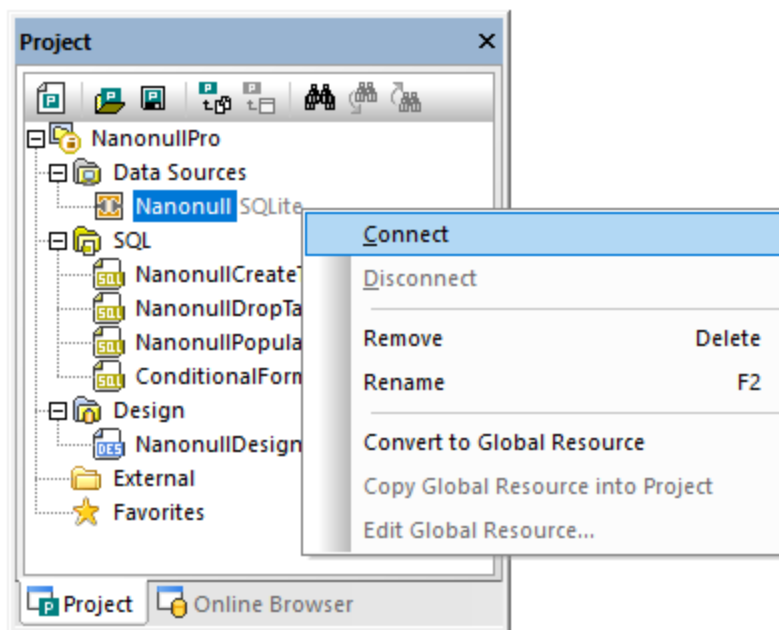 Project
NanonullPro
Data Sources
Nanonull SQLite
SQL
NanonullCreateT
NanonullDropTa
NanonullPopula
ConditionalForm
Design
NanonullDesign
External
Favorites
Connect
Disconnect
Remove Delete
Rename F2
Convert to Global Resource
Copy Global Resource into Project
Edit Global Resource...
Project Online Browser